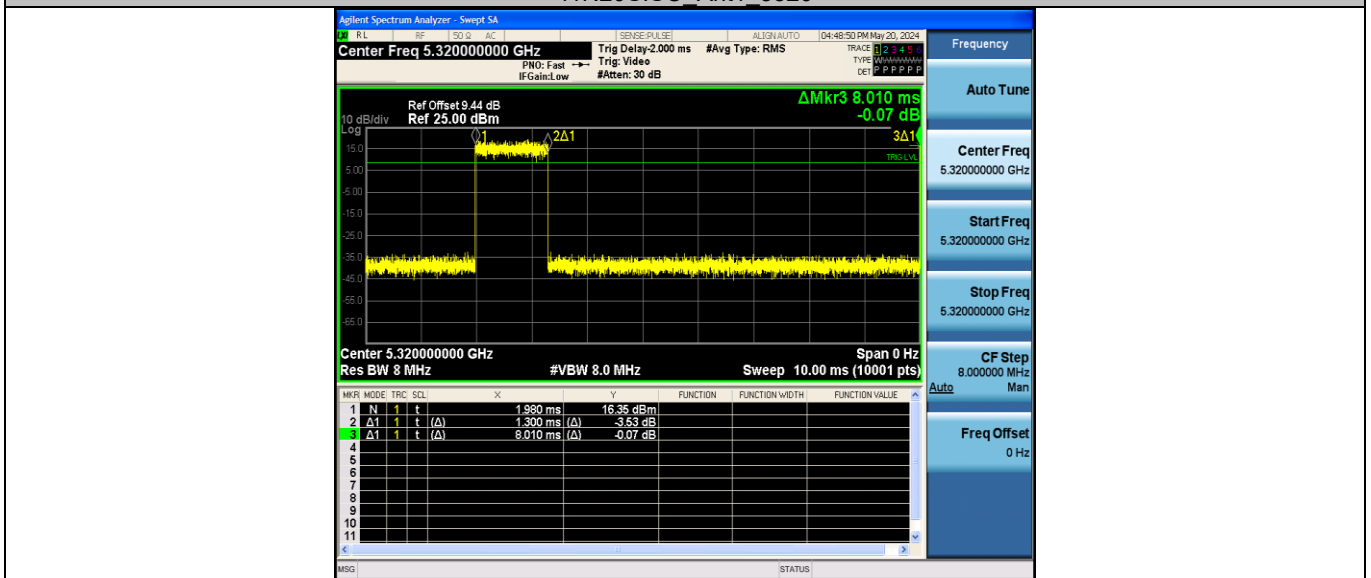 Agilent Spectrum Analyzer - Swept SA
RL RF 50 Ω AC SENSE:PULSE ALIGN AUTO 04:48:50 PM May 20, 2024
Center Freq 5.320000000 GHz
PNO: Fast
IFGain:Low
Trig Delay-2.000 ms
Trig: Video
#Atten: 30 dB
#Avg Type: RMS
TRACE 1 2 3 4 5 6
TYPE
DET P P P P P P
Frequency
Auto Tune
Center Freq
5.320000000 GHz
Start Freq
5.320000000 GHz
Stop Freq
5.320000000 GHz
CF Step
8.000000 MHz
Auto Man
Freq Offset
0 Hz
ΔMkr3 8.010 ms
-0.07 dB
Ref Offset 9.44 dB
10 dB/div Ref 25.00 dBm
Log
1 2Δ1 3Δ1
TRIG LVL
15.0
5.00
-5.00
-15.0
-25.0
-35.0
-45.0
-55.0
-65.0
Center 5.320000000 GHz Span 0 Hz
Res BW 8 MHz #VBW 8.0 MHz Sweep 10.00 ms (10001 pts)
MKR MODE TRC SCL X Y FUNCTION FUNCTION WIDTH FUNCTION VALUE
1 N 1 t 1.980 ms 16.35 dBm
2 Δ1 1 t (Δ) 1.300 ms (Δ) -3.53 dB
3 Δ1 1 t (Δ) 8.010 ms (Δ) -0.07 dB
4
5
6
7
8
9
10
11
MSG STATUS